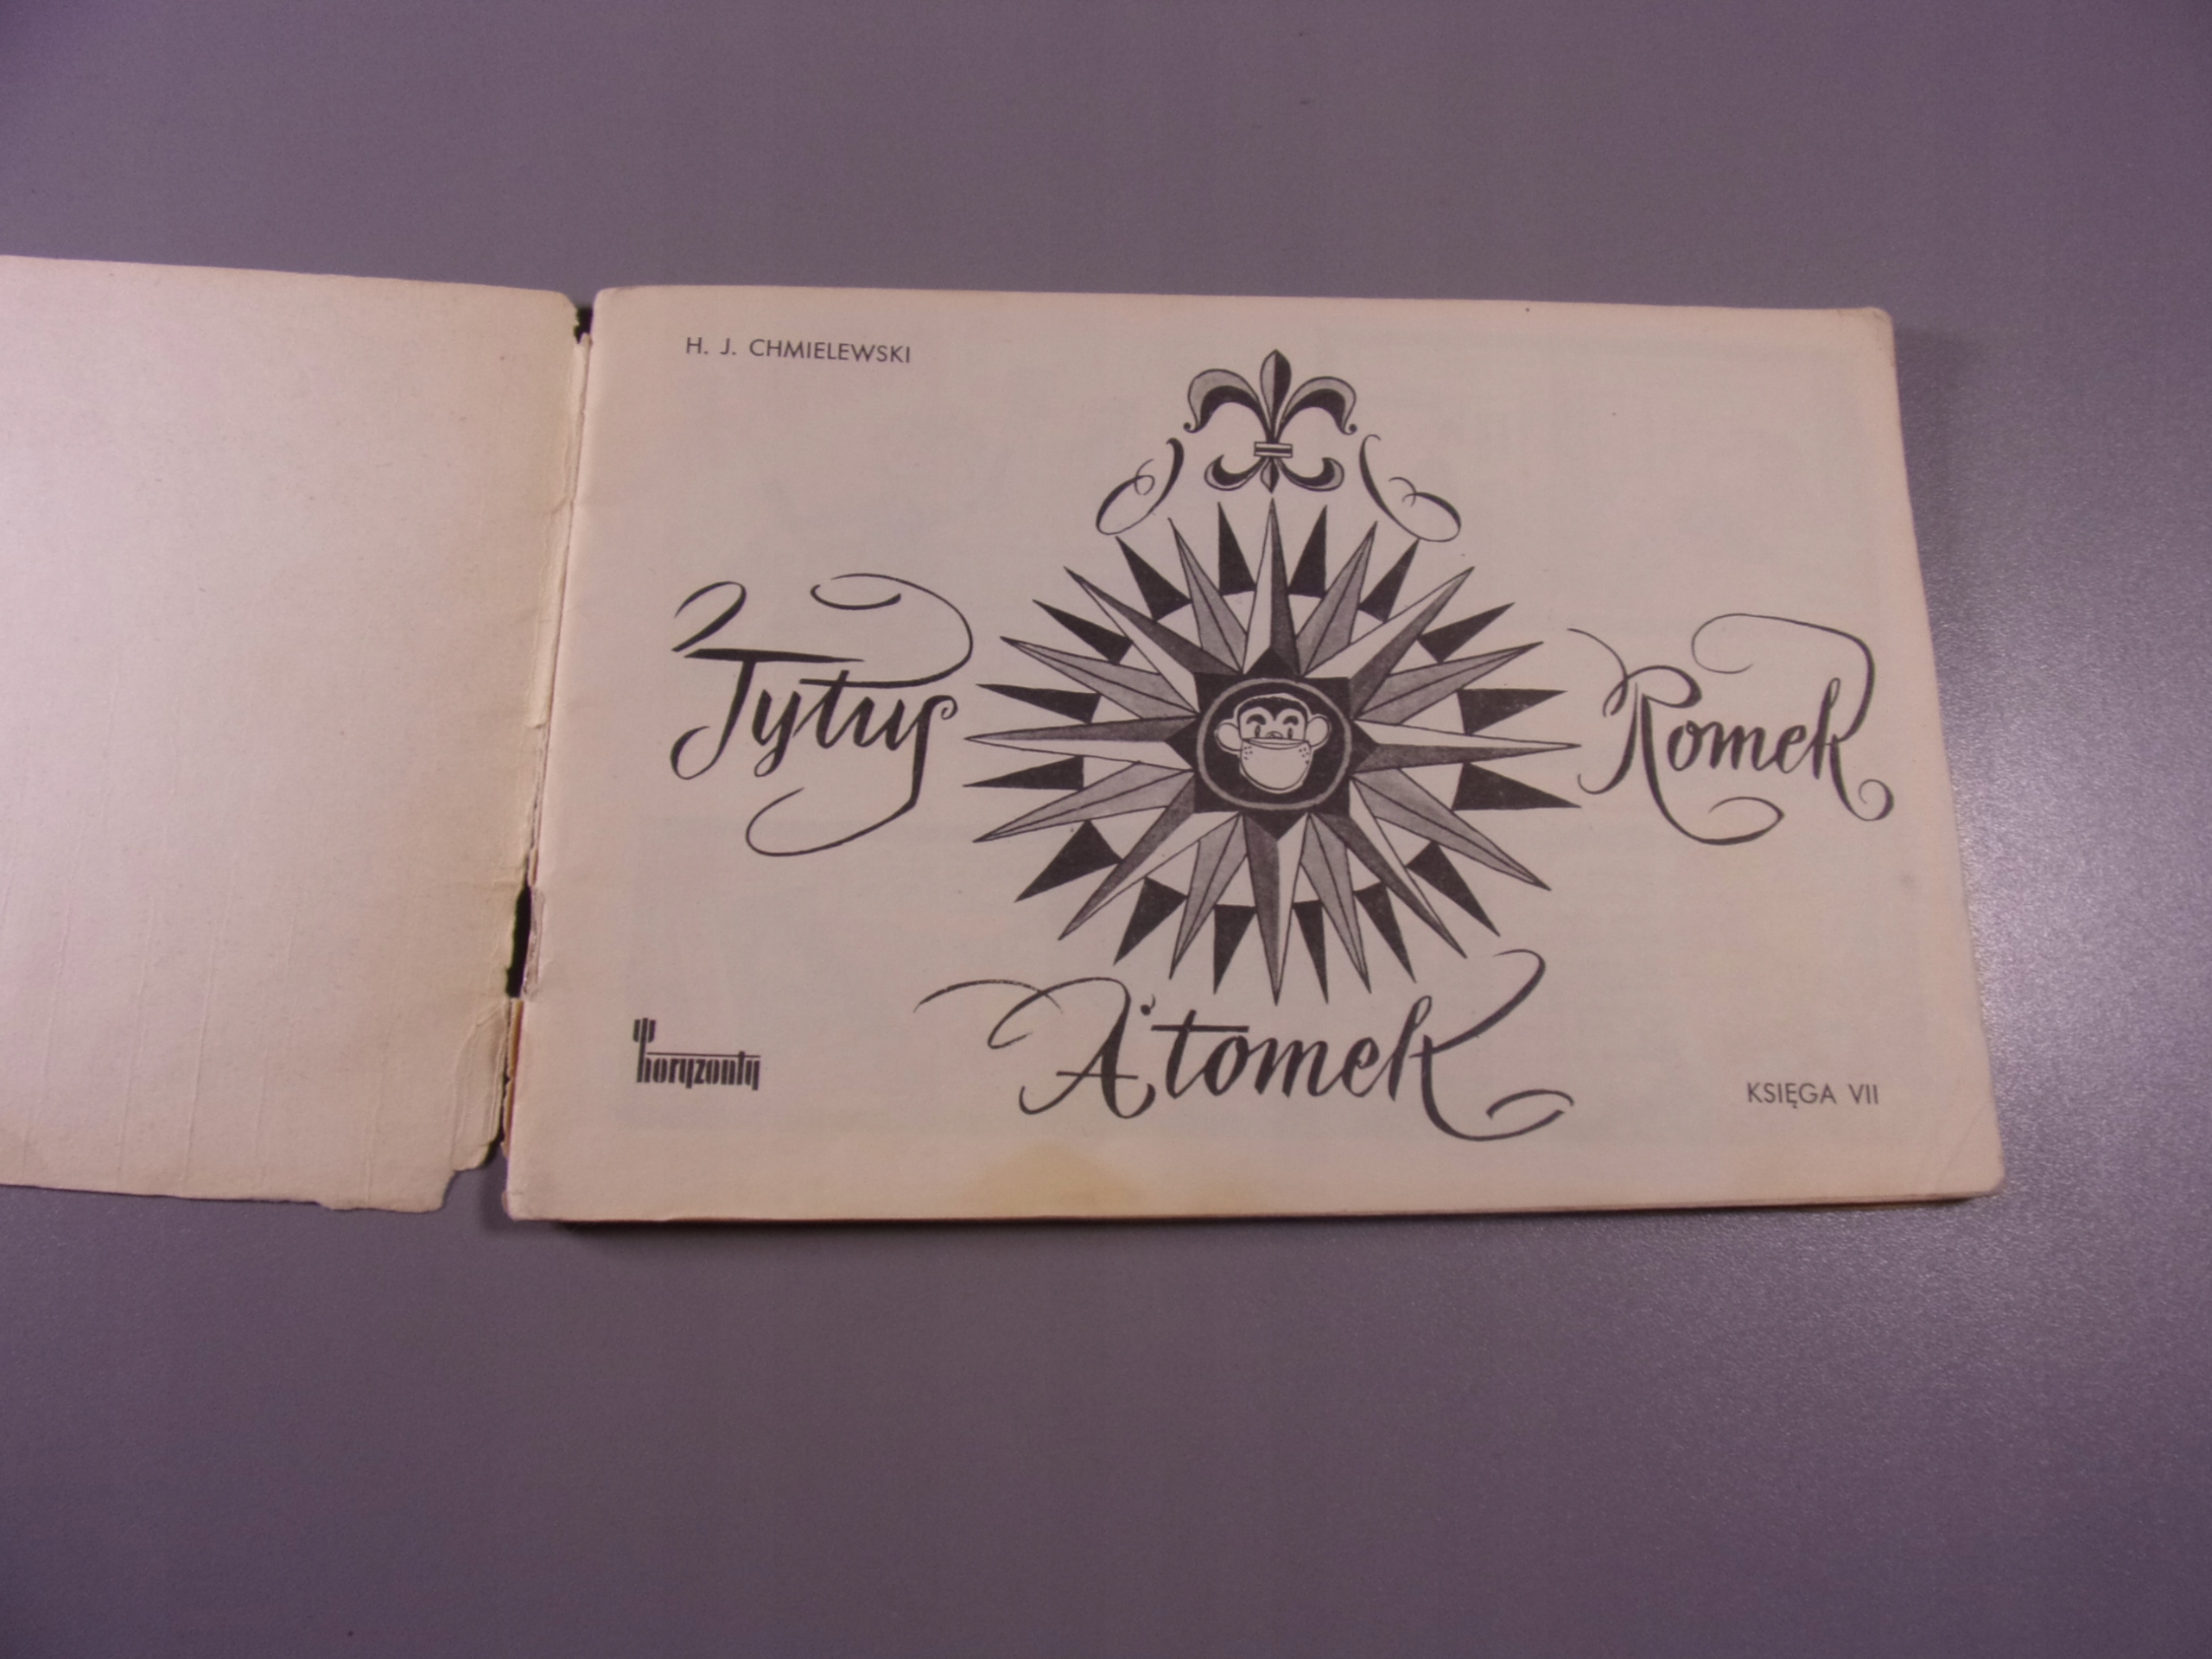 H. J. CHMIELEWSKI
Tytus
Romek
A'tomek
horyzonty
KSIĘGA VII